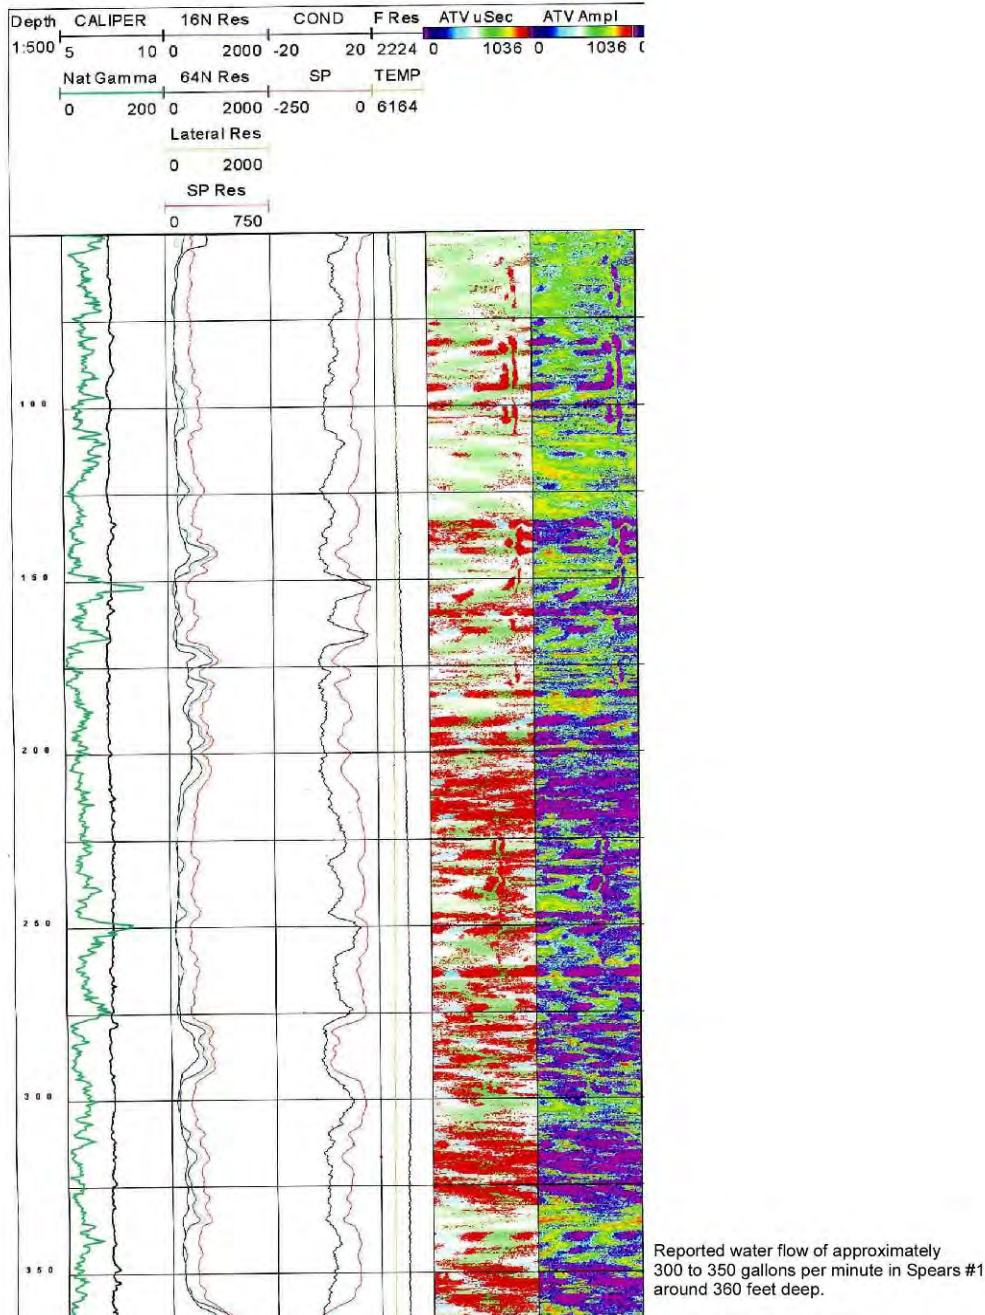 Depth CALIPER 16N Res COND F Res ATV uSec ATV Ampl
1:500 5 10 0 2000 -20 20 2224 0 1036 0 1036 0
Nat Gamma 64N Res SP TEMP
0 200 0 2000 -250 0 6164
Lateral Res
0 2000
SP Res
0 750
100
150
200
250
300
350
Reported water flow of approximately
300 to 350 gallons per minute in Spears #1
around 360 feet deep.